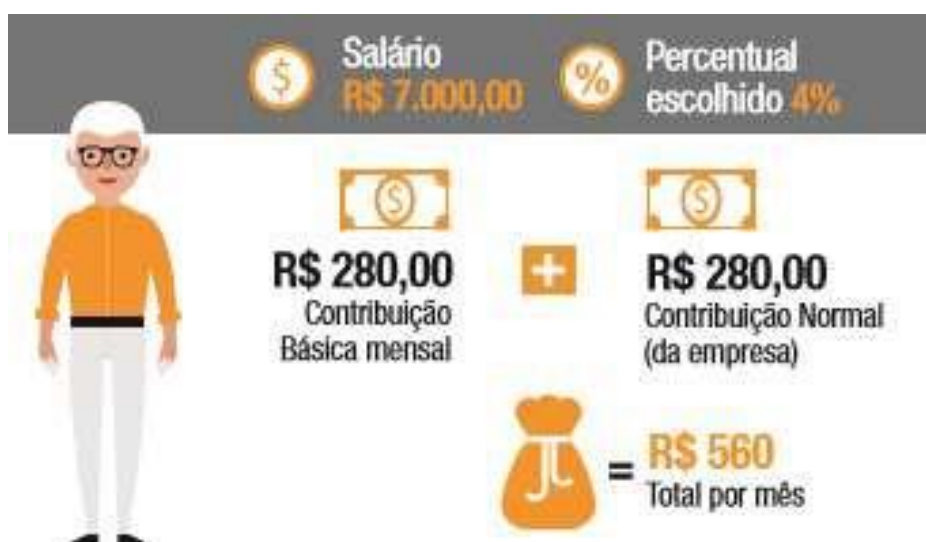 Salário
R$ 7.000,00
Percentual
escolhido 4%
R$ 280,00
Contribuição
Básica mensal
+
R$ 280,00
Contribuição Normal
(da empresa)
= R$ 560
Total por mês